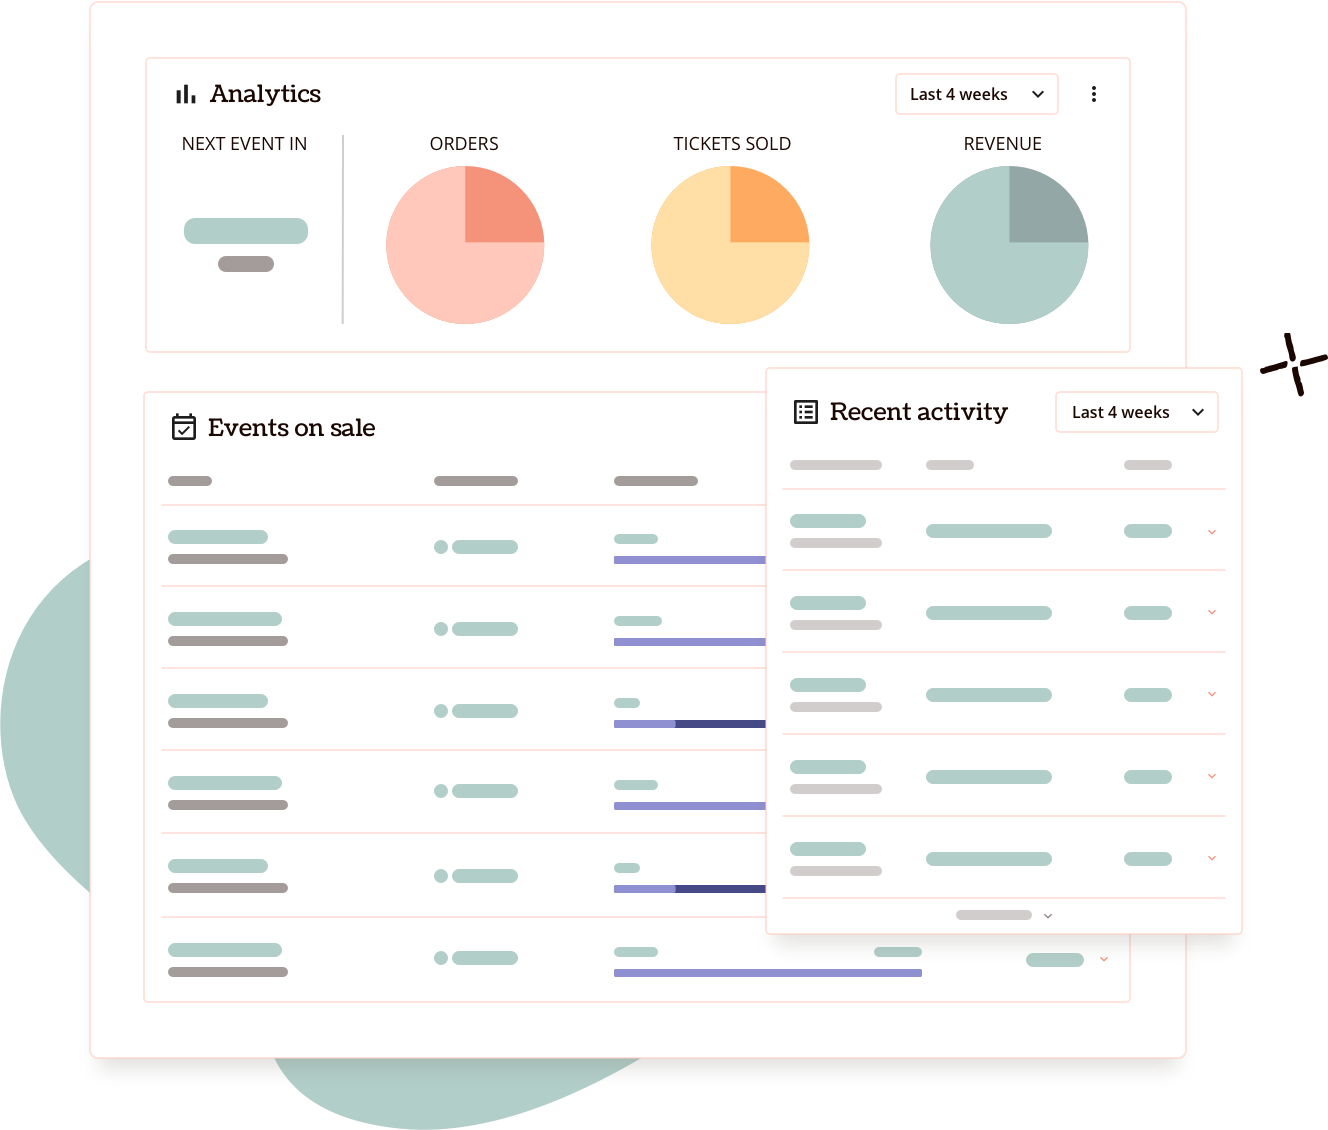 Analytics
Last 4 weeks
NEXT EVENT IN
ORDERS
TICKETS SOLD
REVENUE
Events on sale
Recent activity
Last 4 weeks